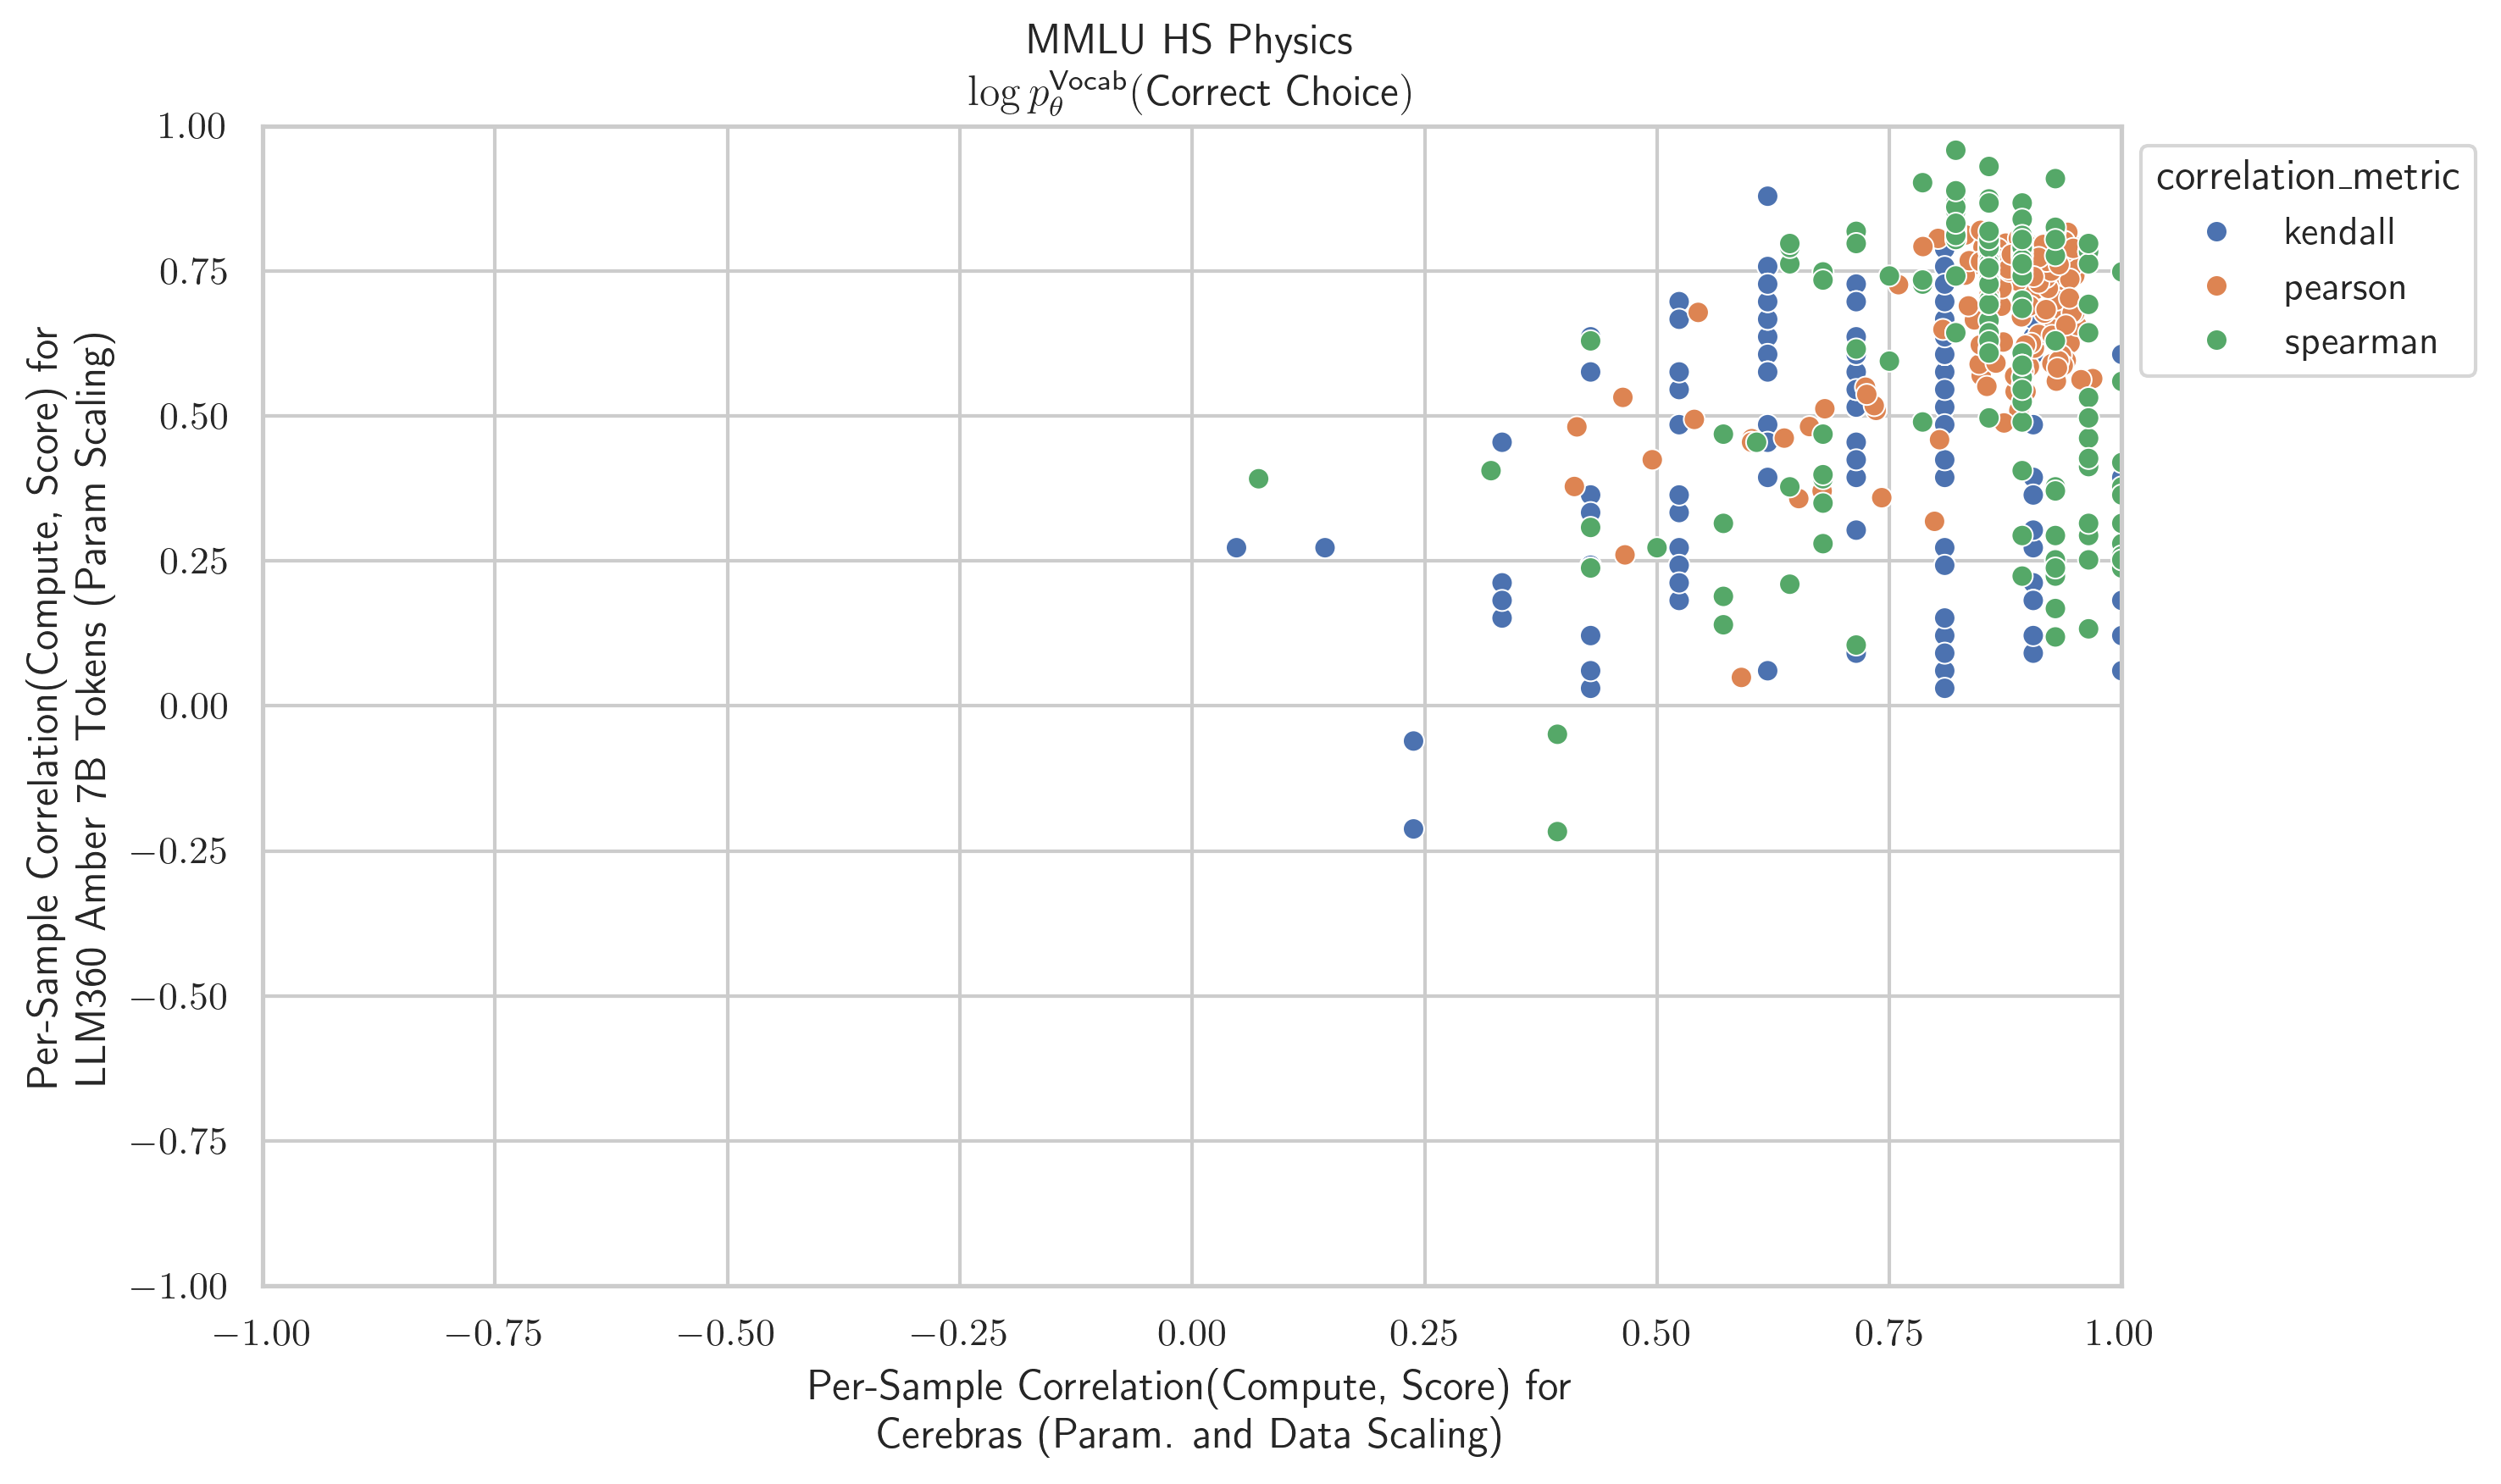 MMLU HS Physics
log p_θ^Vocab(Correct Choice)
Per-Sample Correlation(Compute, Score) for
LLM360 Amber 7B Tokens (Param Scaling)
1.00
0.75
0.50
0.25
0.00
−0.25
−0.50
−0.75
−1.00
−1.00 −0.75 −0.50 −0.25 0.00 0.25 0.50 0.75 1.00
Per-Sample Correlation(Compute, Score) for
Cerebras (Param. and Data Scaling)
correlation_metric
kendall
pearson
spearman